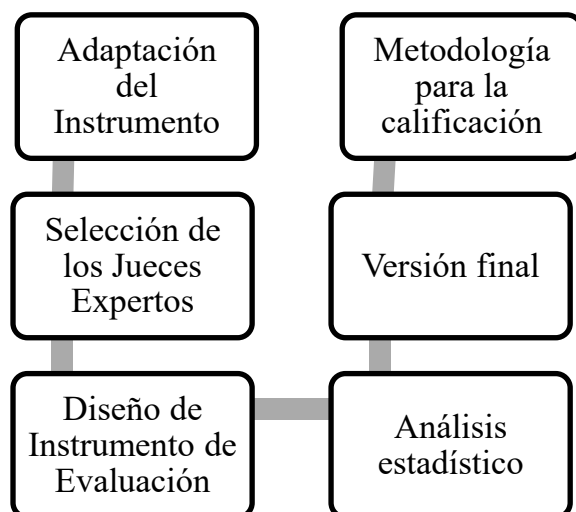 Adaptación
del
Instrumento
Selección de
los Jueces
Expertos
Diseño de
Instrumento de
Evaluación
Análisis
estadístico
Versión final
Metodología
para la
calificación